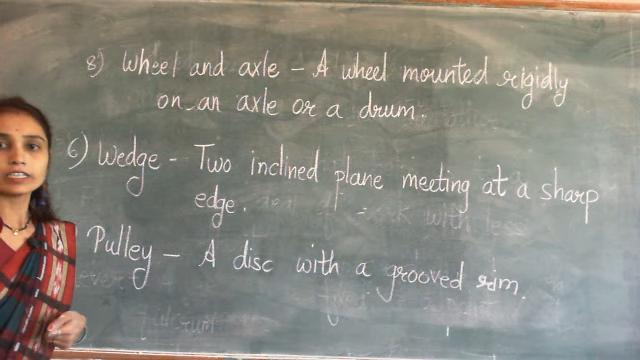 8) Wheel and axle - A wheel mounted rigidly
on an axle or a drum.
6) Wedge - Two inclined plane meeting at a sharp
edge.
Pulley - A disc with a grooved rim.